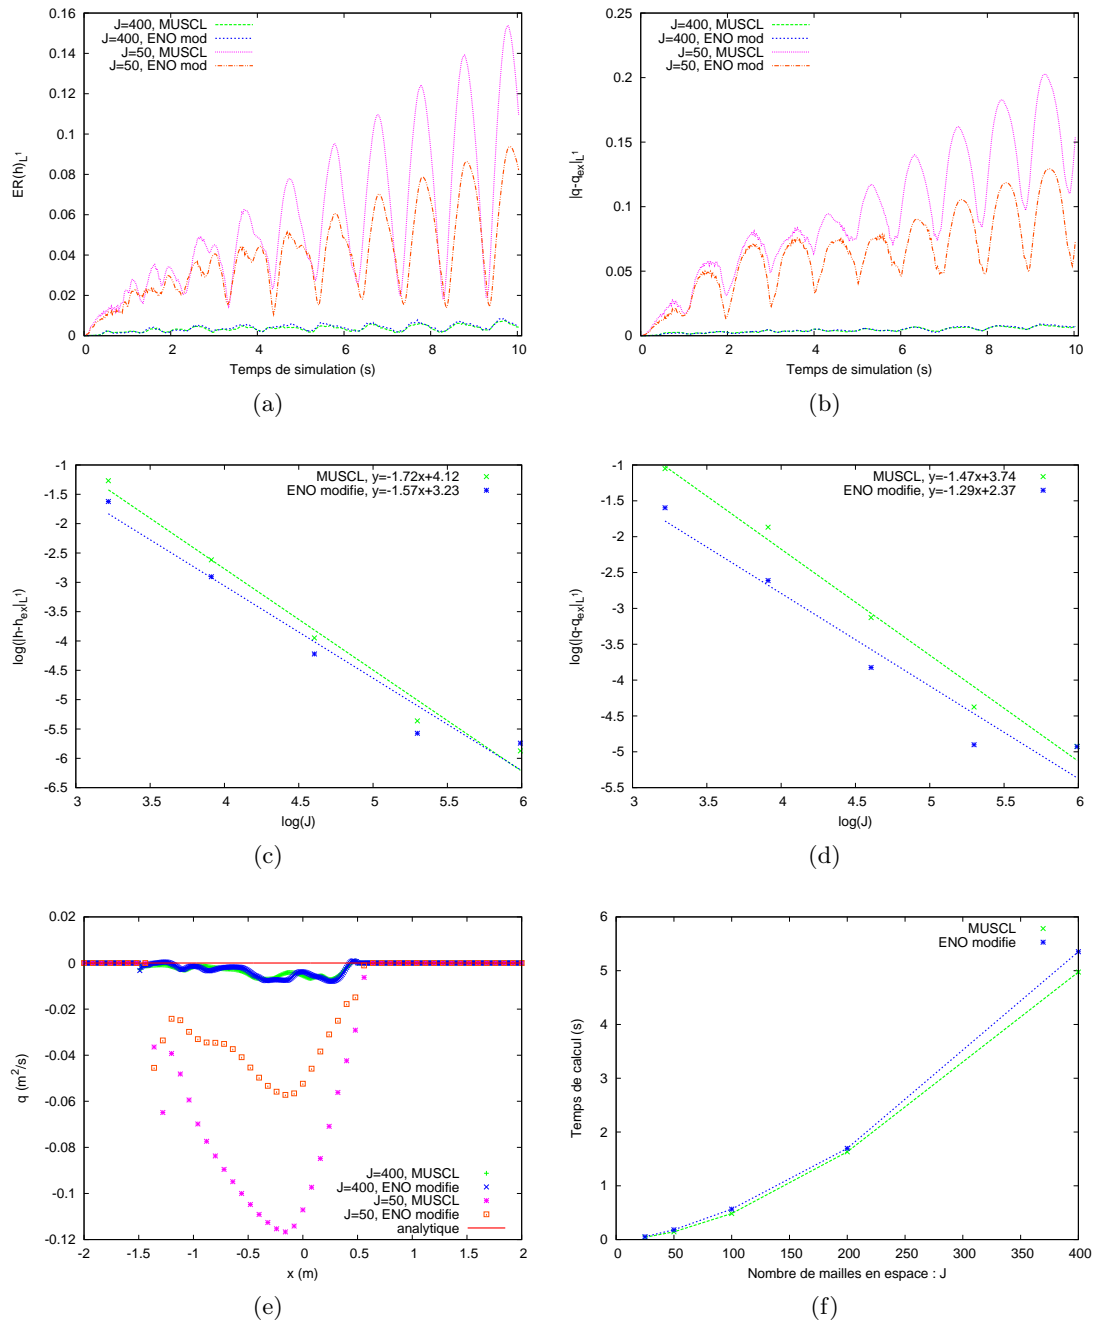 J=400, MUSCL
J=400, ENO mod
J=50, MUSCL
J=50, ENO mod
0.16
0.14
0.12
0.1
0.08
0.06
0.04
0.02
0
ER(h)_L¹
0 2 4 6 8 10
Temps de simulation (s)
(a)
J=400, MUSCL
J=400, ENO mod
J=50, MUSCL
J=50, ENO mod
0.25
0.20
0.15
0.10
0.05
0
|q-q_ex|_L¹
0 2 4 6 8 10
Temps de simulation (s)
(b)
MUSCL, y=-1.72x+4.12
ENO modifie, y=-1.57x+3.23
-1
-1.5
-2
-2.5
-3
-3.5
-4
-4.5
-5
-5.5
-6
-6.5
log(|h-h_ex|_L¹)
3 3.5 4 4.5 5 5.5 6
log(J)
(c)
MUSCL, y=-1.47x+3.74
ENO modifie, y=-1.29x+2.37
-1
-1.5
-2
-2.5
-3
-3.5
-4
-4.5
-5
-5.5
log(|q-q_ex|_L¹)
3 3.5 4 4.5 5 5.5 6
log(J)
(d)
0.02
0
-0.02
-0.04
-0.06
-0.08
-0.1
-0.12
q (m²/s)
J=400, MUSCL
J=400, ENO modifie
J=50, MUSCL
J=50, ENO modifie
analytique
-2 -1.5 -1 -0.5 0 0.5 1 1.5 2
x (m)
(e)
MUSCL
ENO modifie
6
5
4
3
2
1
0
Temps de calcul (s)
0 50 100 150 200 250 300 350 400
Nombre de mailles en espace : J
(f)